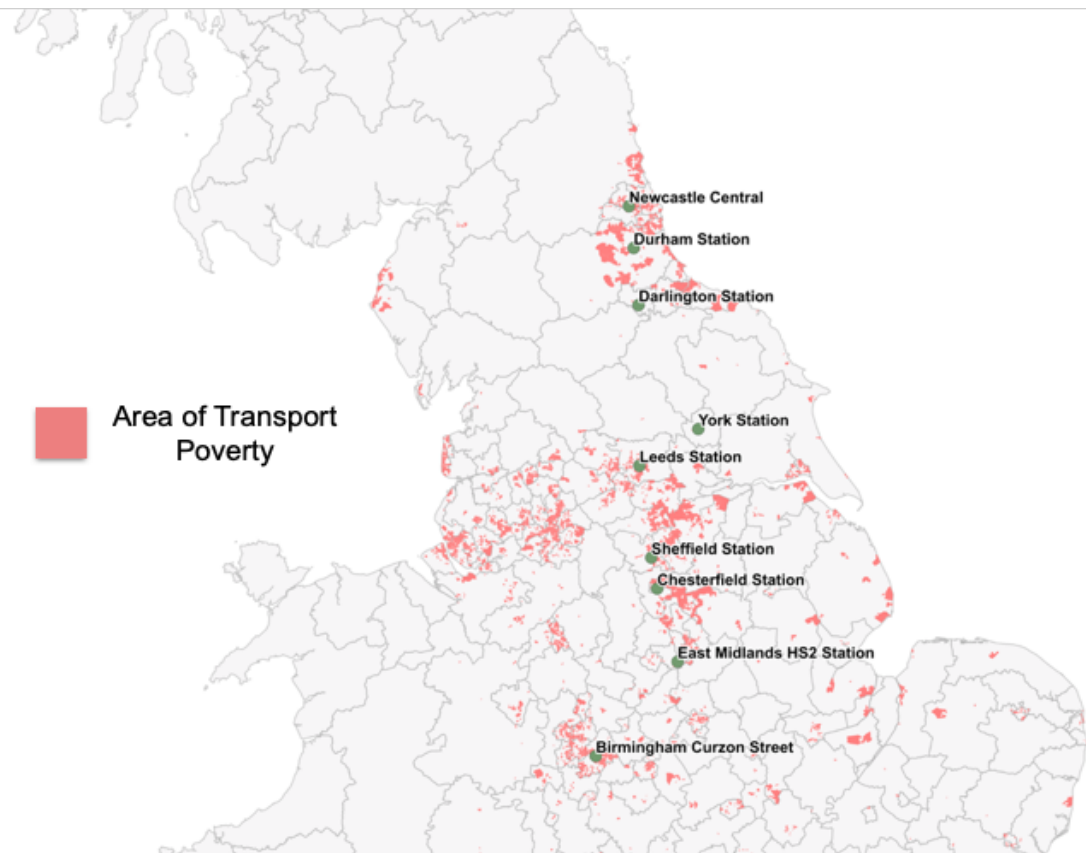 Newcastle Central
Durham Station
Darlington Station
Area of Transport
Poverty
York Station
Leeds Station
Sheffield Station
Chesterfield Station
East Midlands HS2 Station
Birmingham Curzon Street